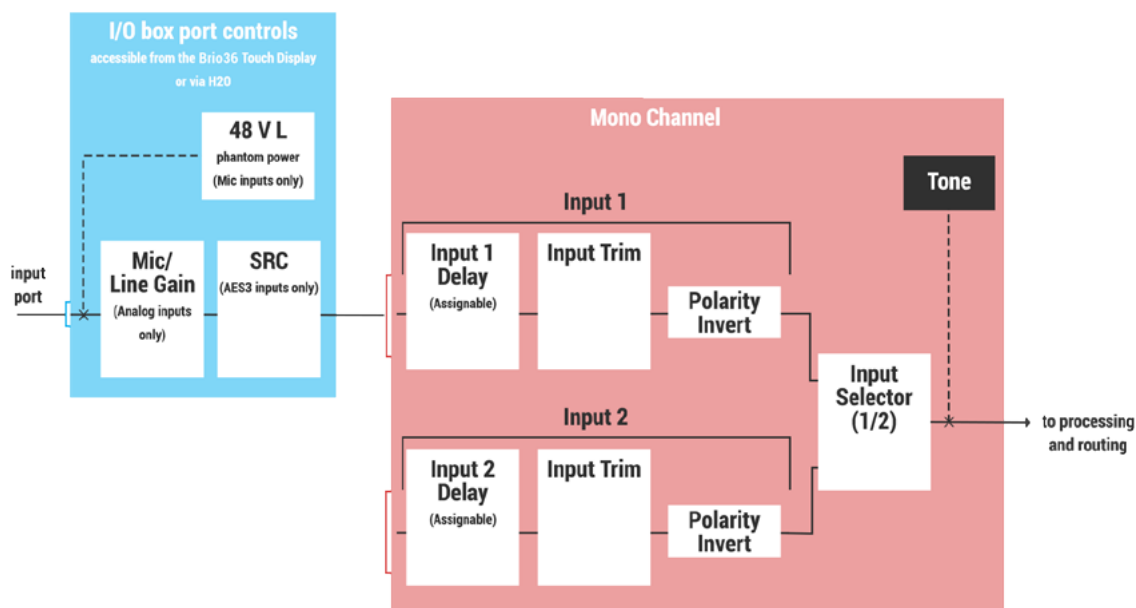 I/O box port controls
accessible from the Brio36 Touch Display
or via H2O
48 V L
phantom power
(Mic inputs only)
input
port
Mic/
Line Gain
(Analog inputs
only)
SRC
(AES3 inputs only)
Mono Channel
Tone
Input 1
Input 1
Delay
(Assignable)
Input Trim
Polarity
Invert
Input
Selector
(1/2)
to processing
and routing
Input 2
Input 2
Delay
(Assignable)
Input Trim
Polarity
Invert